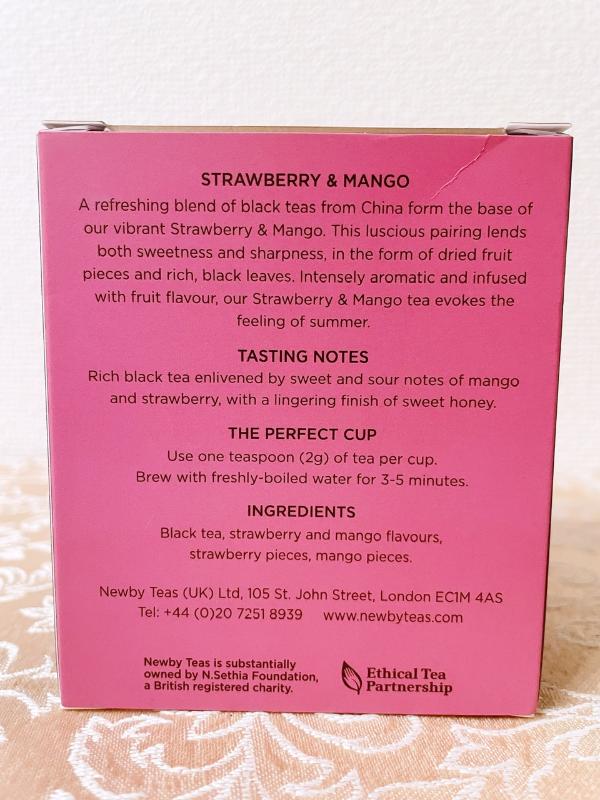 STRAWBERRY & MANGO
A refreshing blend of black teas from China form the base of
our vibrant Strawberry & Mango. This luscious pairing lends
both sweetness and sharpness, in the form of dried fruit
pieces and rich, black leaves. Intensely aromatic and infused
with fruit flavour, our Strawberry & Mango tea evokes the
feeling of summer.
TASTING NOTES
Rich black tea enlivened by sweet and sour notes of mango
and strawberry, with a lingering finish of sweet honey.
THE PERFECT CUP
Use one teaspoon (2g) of tea per cup.
Brew with freshly-boiled water for 3-5 minutes.
INGREDIENTS
Black tea, strawberry and mango flavours,
strawberry pieces, mango pieces.
Newby Teas (UK) Ltd, 105 St. John Street, London EC1M 4AS
Tel: +44 (0)20 7251 8939 www.newbyteas.com
Newby Teas is substantially
owned by N.Sethia Foundation,
a British registered charity.
Ethical Tea
Partnership